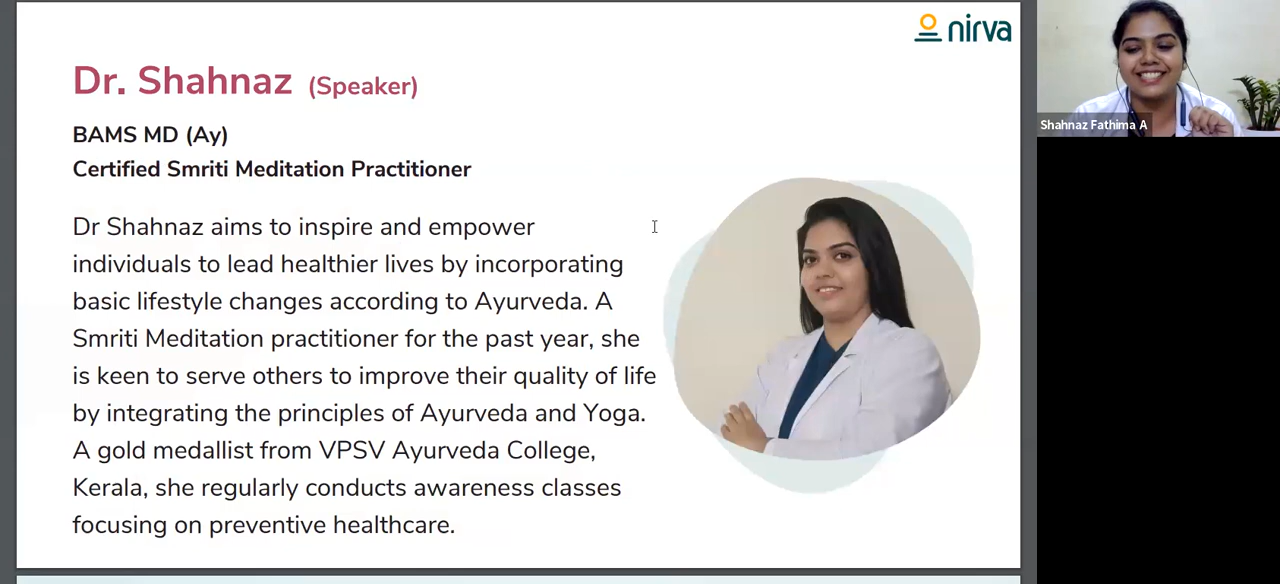 nirva
Dr. Shahnaz (Speaker)
BAMS MD (Ay)
Certified Smriti Meditation Practitioner
Dr Shahnaz aims to inspire and empower
individuals to lead healthier lives by incorporating
basic lifestyle changes according to Ayurveda. A
Smriti Meditation practitioner for the past year, she
is keen to serve others to improve their quality of life
by integrating the principles of Ayurveda and Yoga.
A gold medallist from VPSV Ayurveda College,
Kerala, she regularly conducts awareness classes
focusing on preventive healthcare.
Shahnaz Fathima A